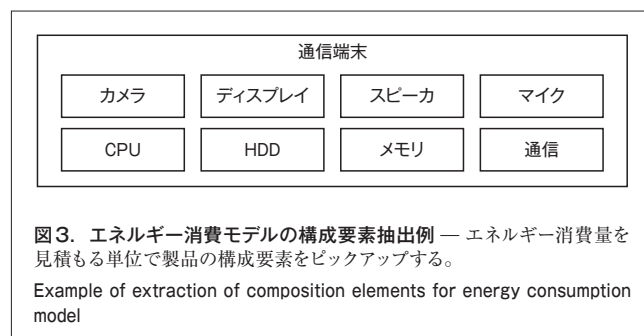 通信端末
カメラ ディスプレイ スピーカ マイク
CPU HDD メモリ 通信
図3．エネルギー消費モデルの構成要素抽出例 — エネルギー消費量を
見積もる単位で製品の構成要素をピックアップする。
Example of extraction of composition elements for energy consumption
model